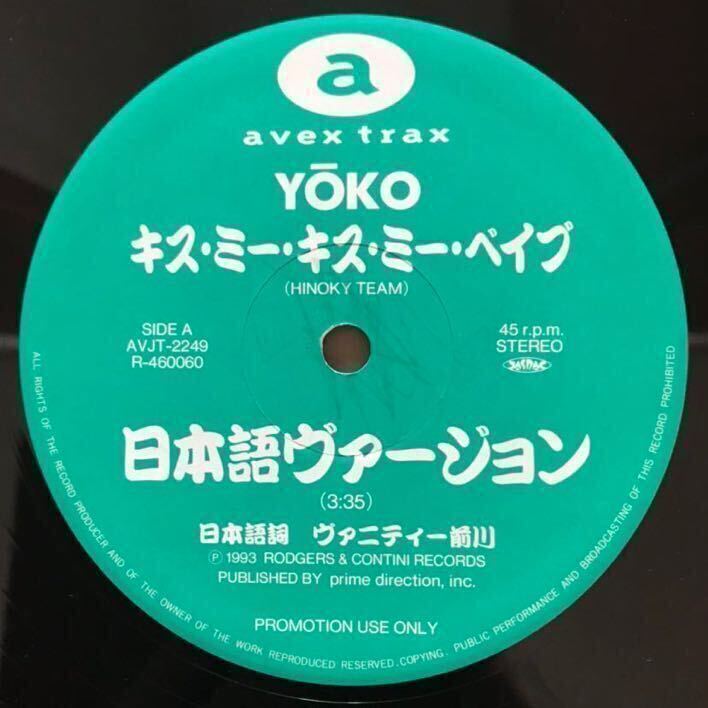 a
avex trax
YŌKO
キス・ミー・キス・ミー・ベイブ
(HINOKY TEAM)
SIDE A
AVJT-2249
R-460060
45 r.p.m.
STEREO
日本語ヴァージョン
(3:35)
日本語詞 ヴァニティー前川
Ⓟ 1993 RODGERS & CONTINI RECORDS
PUBLISHED BY prime direction, inc.
PROMOTION USE ONLY
ALL RIGHTS OF THE RECORD PRODUCER AND OF THE OWNER OF THE WORK REPRODUCED RESERVED. COPYING. PUBLIC PERFORMANCE AND BROADCASTING OF THIS RECORD PROHIBITED